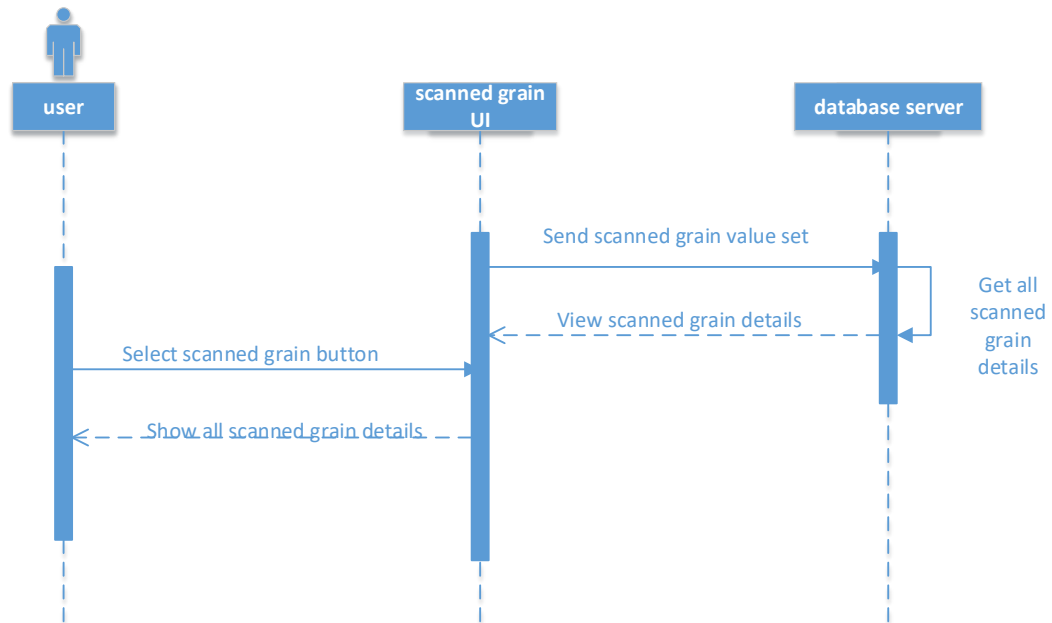 user
scanned grain
UI
database server
Send scanned grain value set
Get all
scanned
grain
details
View scanned grain details
Select scanned grain button
Show all scanned grain details